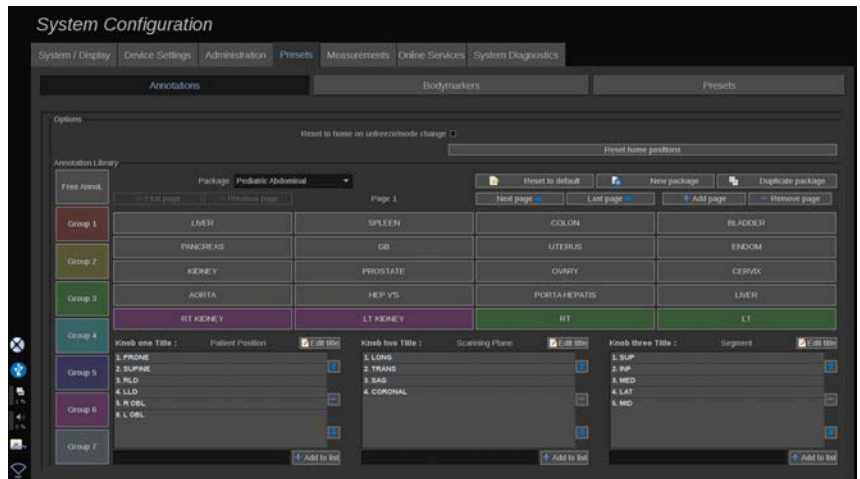 System Configuration
System / Display Device Settings Administration Presets Measurements Online Services System Diagnostics
Annotations Bodymarkers Presets
Options
Reset to home on unfreeze/mode change
Reset home positions
Annotation Library
Free Annot. Package Pediatric Abdominal Reset to default New package Duplicate package
First page Previous page Page 1 Next page Last page Add page Remove page
Group 1 LIVER SPLEEN COLON BLADDER
PANCREAS GB UTERUS ENDOM
Group 2
KIDNEY PROSTATE OVARY CERVIX
Group 3 AORTA HEP V'S PORTA HEPATIS LIVER
RT KIDNEY LT KIDNEY RT LT
Group 4 Knob one Title : Patient Position Edit title Knob two Title : Scanning Plane Edit title Knob three Title : Segment Edit title
1. PRONE 1. LONG 1. SUP
2. SUPINE 2. TRANS 2. INF
Group 5 3. RLD 3. SAG 3. MED
4. LLD 4. CORONAL 4. LAT
5. R OBL 5. MID
Group 6 6. L OBL
Group 7
Add to list Add to list Add to list